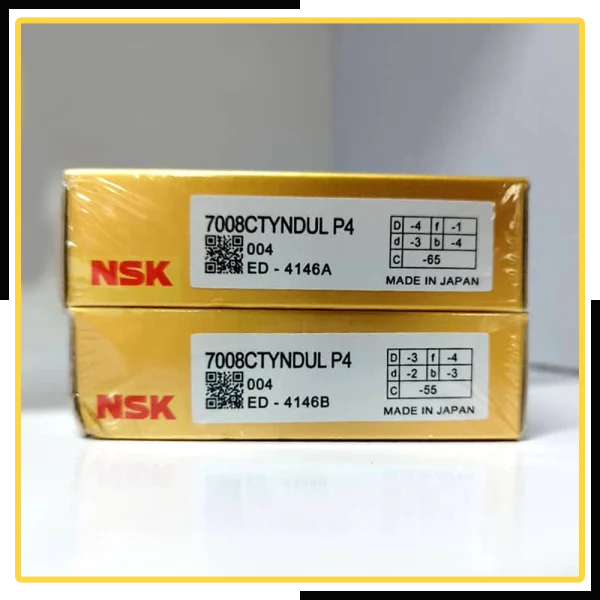 NSK
7008CTYNDUL P4
004
ED - 4146A
D -4 f -1
d -3 b -4
C -65
MADE IN JAPAN
NSK
7008CTYNDUL P4
004
ED - 4146B
D -3 f -4
d -2 b -3
C -55
MADE IN JAPAN